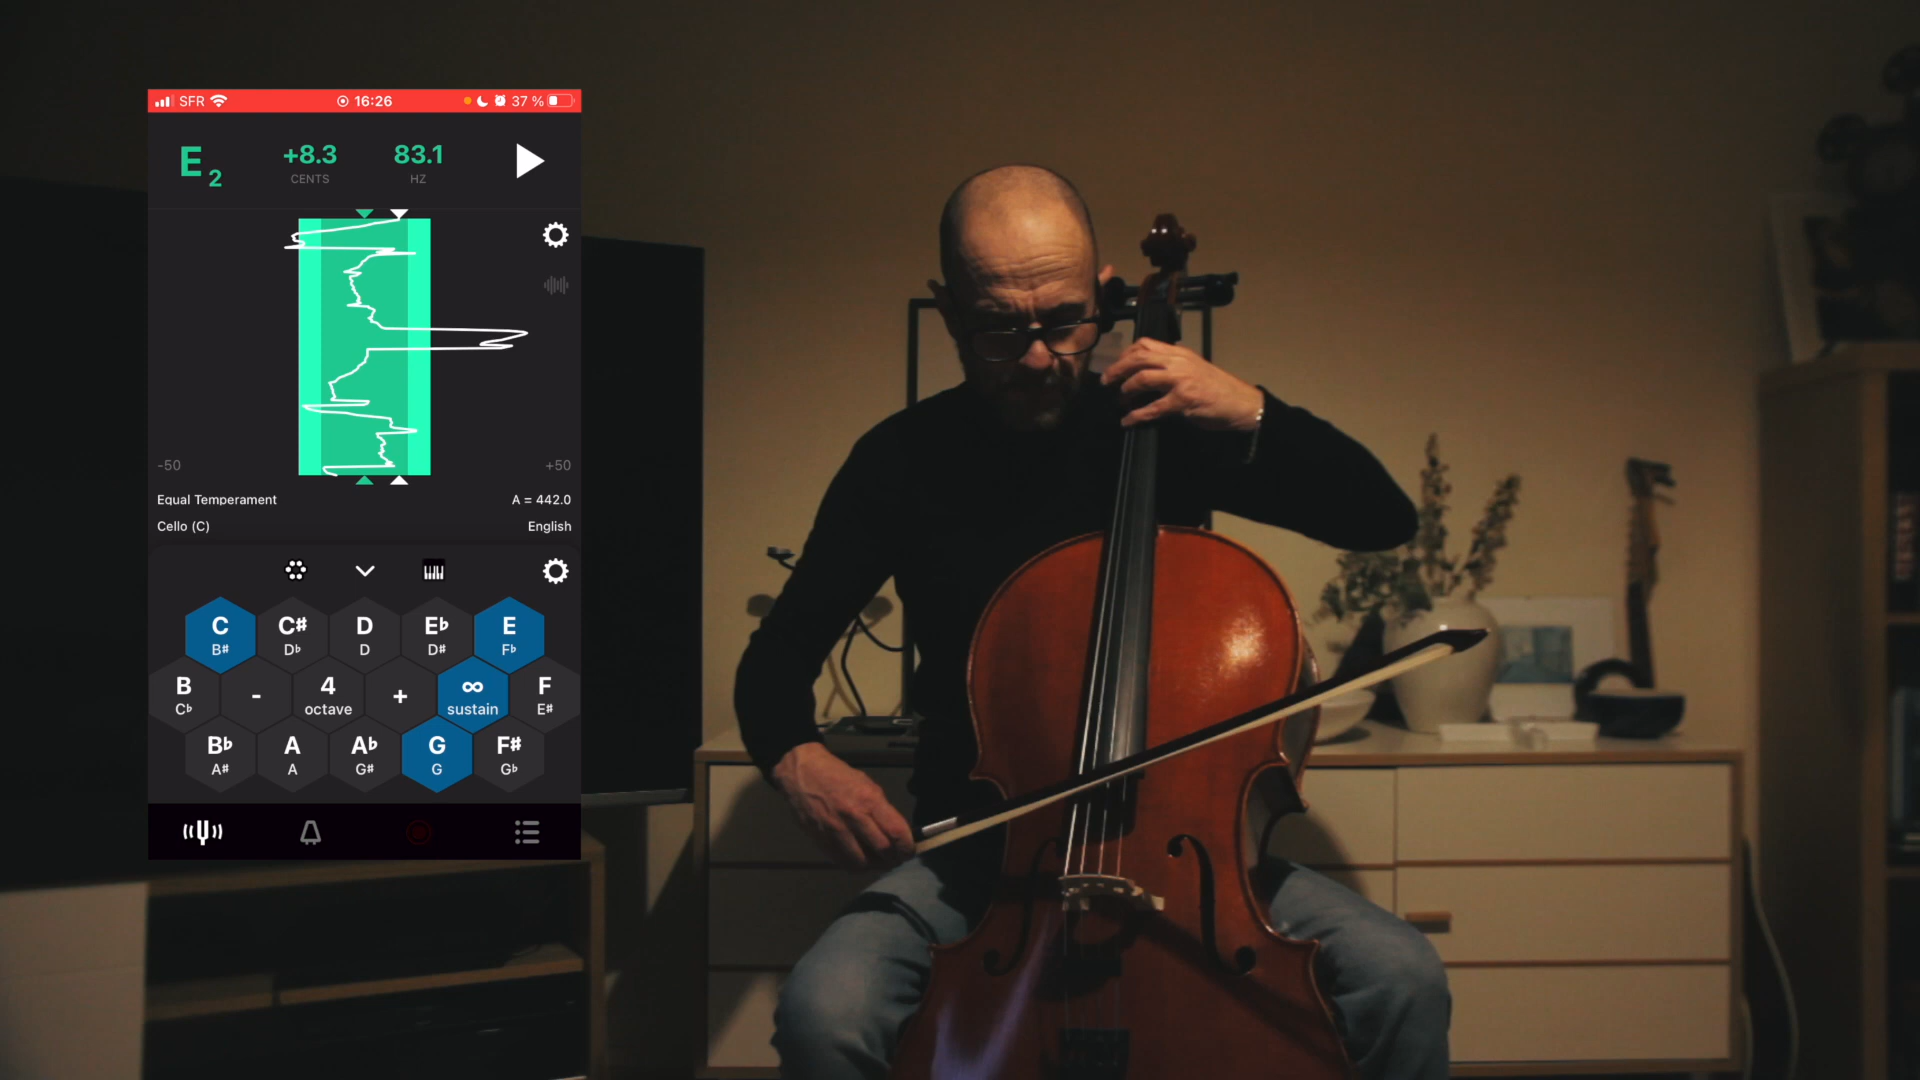 SFR 16:26 37 %
E2 +8.3 83.1
CENTS HZ
-50 +50
Equal Temperament A = 442.0
Cello (C) English
C C# D E♭ E
B# D♭ D D# F♭
B - 4 + ∞ F
C♭ octave sustain E#
B♭ A A♭ G F#
A# A G# G G♭